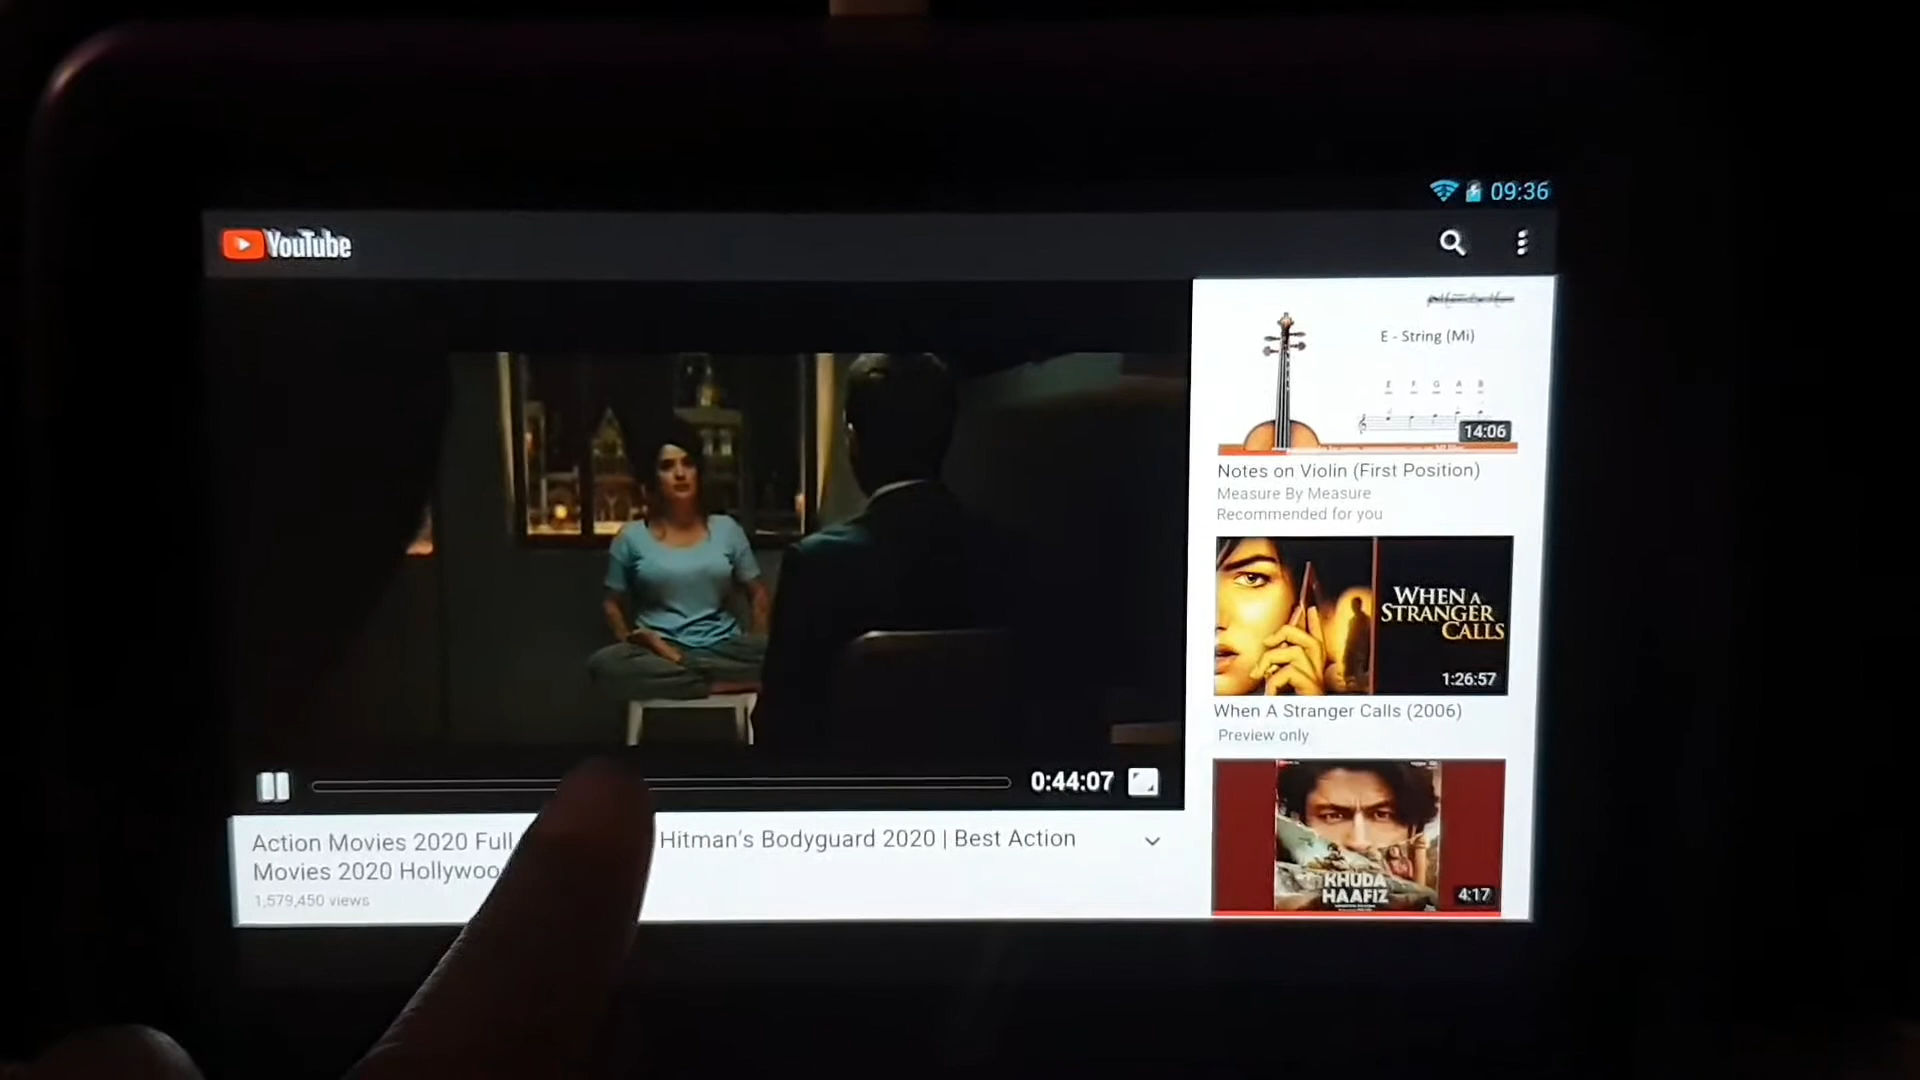 09:36
YouTube
E - String (Mi)
E F G A B
14:06
Notes on Violin (First Position)
Measure By Measure
Recommended for you
WHEN A
STRANGER
CALLS
1:26:57
When A Stranger Calls (2006)
Preview only
KHUDA
HAAFIZ
4:17
0:44:07
Action Movies 2020 Full Hitman's Bodyguard 2020 | Best Action
Movies 2020
1,579,450 views